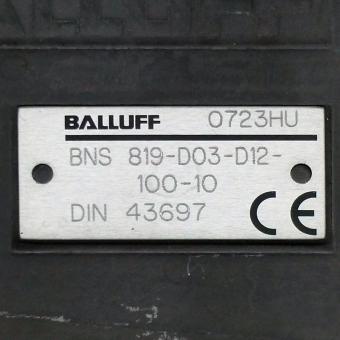 BALLUFF 0723HU
BNS 819-D03-D12-
100-10
DIN 43697 CE